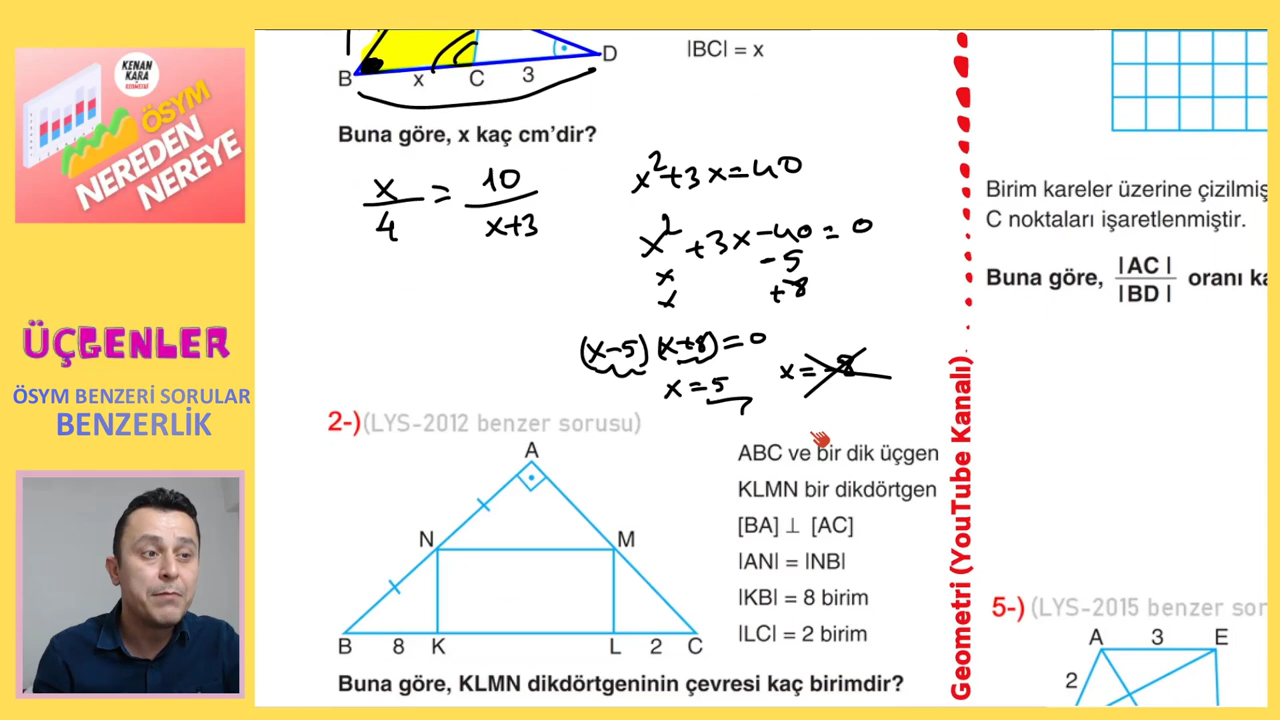 KENAN
KARA
GEOMETRİ
ÖSYM
NEREDEN
NEREYE
ÜÇGENLER
ÖSYM BENZERİ SORULAR
BENZERLİK
B x C 3 D
|BC| = x
Buna göre, x kaç cm'dir?
x/4 = 10/x+3
x²+3x=40
x²+3x-40=0
x -5
x +8
(x-5)(x+8)=0
x=5 x=-8
2-)(LYS-2012 benzer sorusu)
A
N M
B 8 K L 2 C
ABC ve bir dik üçgen
KLMN bir dikdörtgen
[BA] ⊥ [AC]
|AN| = |NB|
|KB| = 8 birim
|LC| = 2 birim
Buna göre, KLMN dikdörtgeninin çevresi kaç birimdir?
Geometri (YouTube Kanalı)
Birim kareler üzerine çizilmiş
C noktaları işaretlenmiştir.
Buna göre, |AC|/|BD| oranı ka
5-)(LYS-2015 benzer sor
A 3 E
2